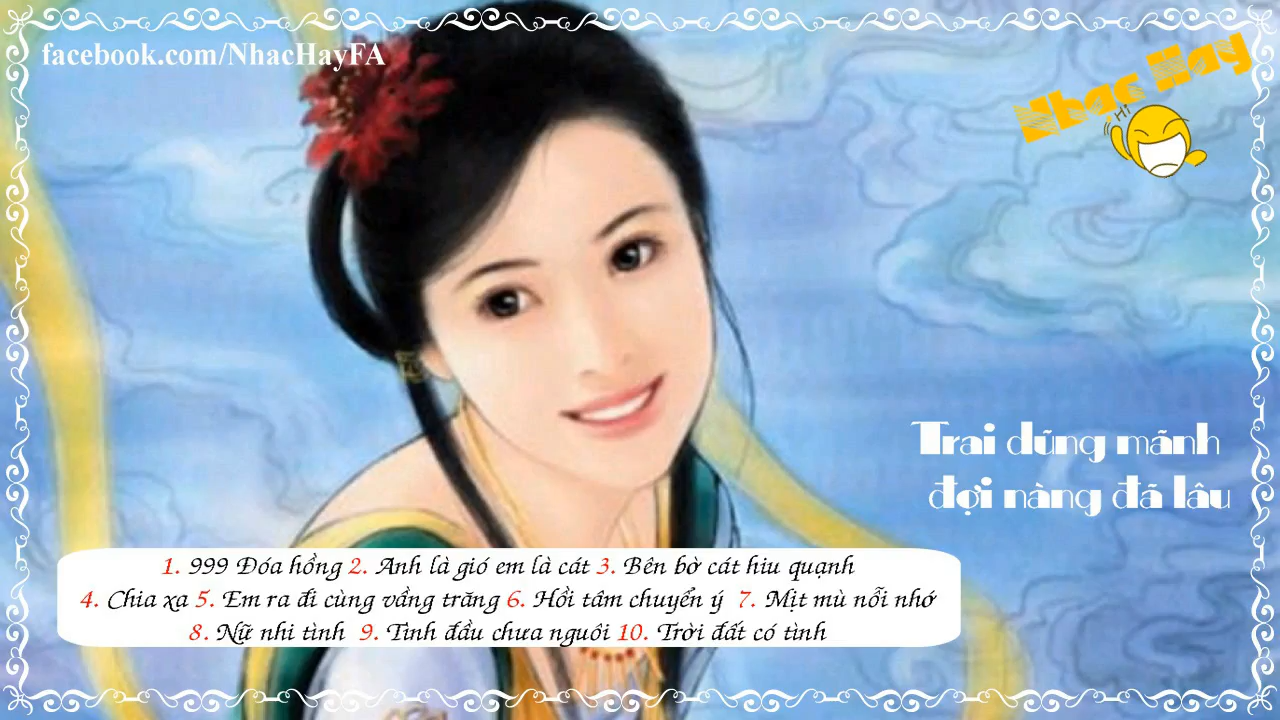 facebook.com/NhacHayFA
Nhac Hay
Hi
Trai dũng mãnh
đợi nàng đã lâu
1. 999 Đóa hồng 2. Anh là gió em là cát 3. Bên bờ cát hiu quạnh
4. Chia xa 5. Em ra đi cùng vầng trăng 6. Hồi tâm chuyển ý 7. Mịt mù nỗi nhớ
8. Nữ nhi tình 9. Tình đầu chưa nguôi 10. Trời đất có tình